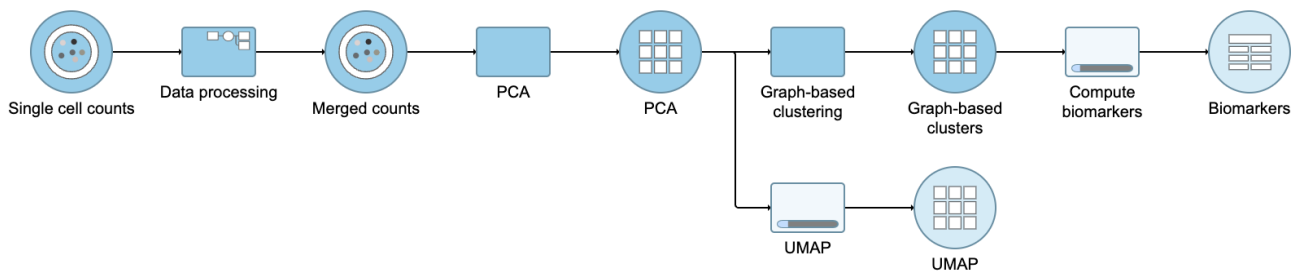 Single cell counts
Data processing
Merged counts
PCA
PCA
Graph-based
clustering
Graph-based
clusters
Compute
biomarkers
Biomarkers
UMAP
UMAP